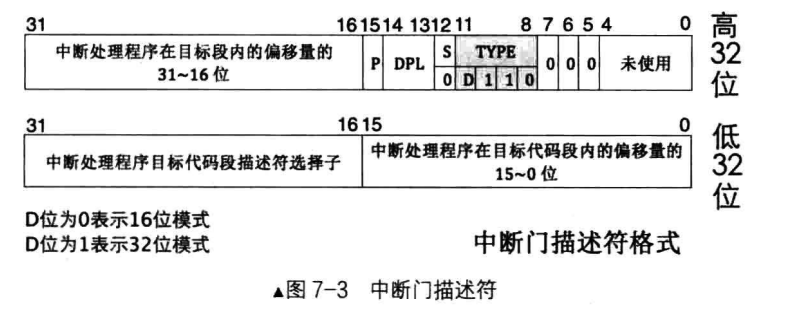 31 16 15 14 13 12 11 8 7 6 5 4 0
中断处理程序在目标段内的偏移量的
31~16 位
P
DPL
S
0
TYPE
D 1 1 0
0 0 0
未使用
高
32
位
31 16 15 0
中断处理程序目标代码段描述符选择子
中断处理程序在目标代码段内的偏移量的
15~0 位
低
32
位
D位为0表示16位模式
D位为1表示32位模式
中断门描述符格式
▲图 7-3 中断门描述符